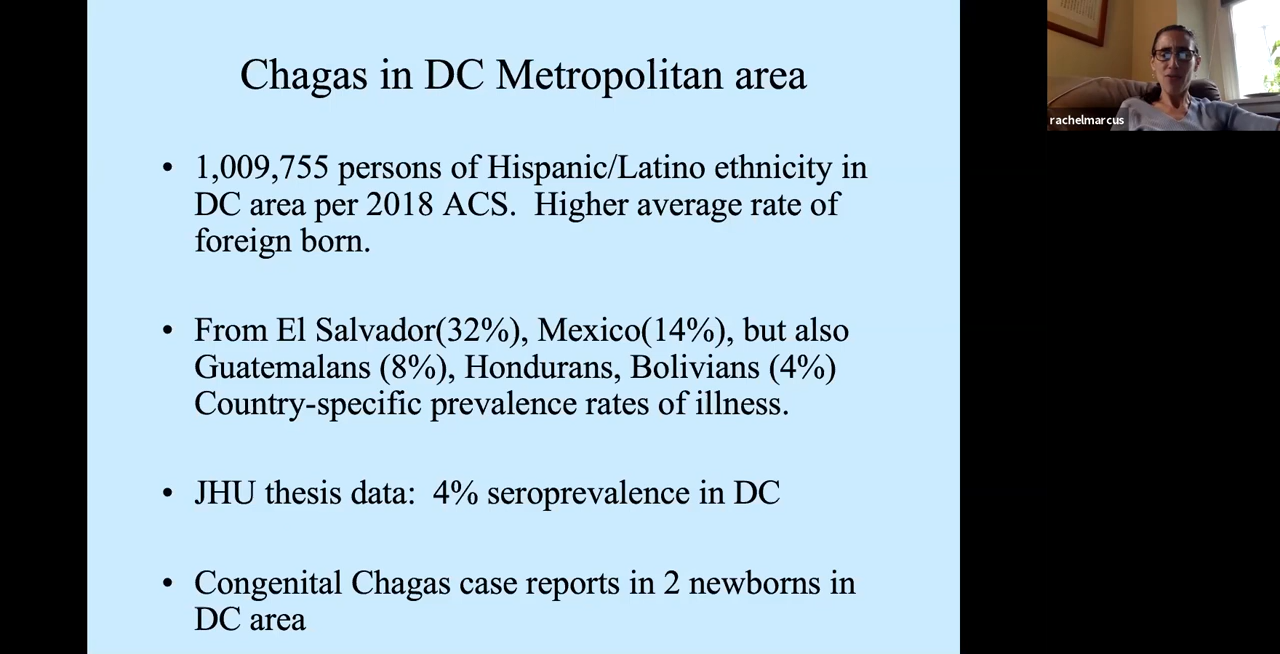 Chagas in DC Metropolitan area
• 1,009,755 persons of Hispanic/Latino ethnicity in
DC area per 2018 ACS.  Higher average rate of
foreign born.
• From El Salvador(32%), Mexico(14%), but also
Guatemalans (8%), Hondurans, Bolivians (4%)
Country-specific prevalence rates of illness.
• JHU thesis data:  4% seroprevalence in DC
• Congenital Chagas case reports in 2 newborns in
DC area
rachelmarcus